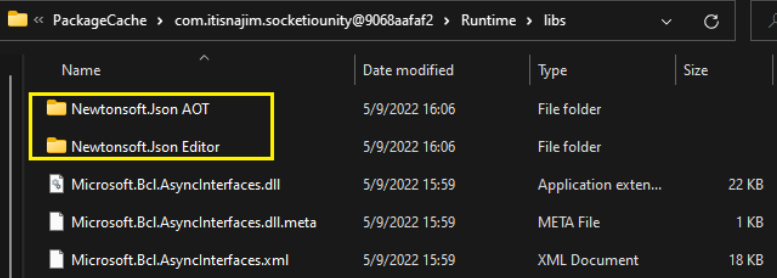 « PackageCache › com.itisnajim.socketiounity@9068aafaf2 › Runtime › libs
Name Date modified Type Size
Newtonsoft.Json AOT 5/9/2022 16:06 File folder
Newtonsoft.Json Editor 5/9/2022 16:06 File folder
Microsoft.Bcl.AsyncInterfaces.dll 5/9/2022 15:59 Application exten... 22 KB
Microsoft.Bcl.AsyncInterfaces.dll.meta 5/9/2022 15:59 META File 1 KB
Microsoft.Bcl.AsyncInterfaces.xml 5/9/2022 15:59 XML Document 18 KB